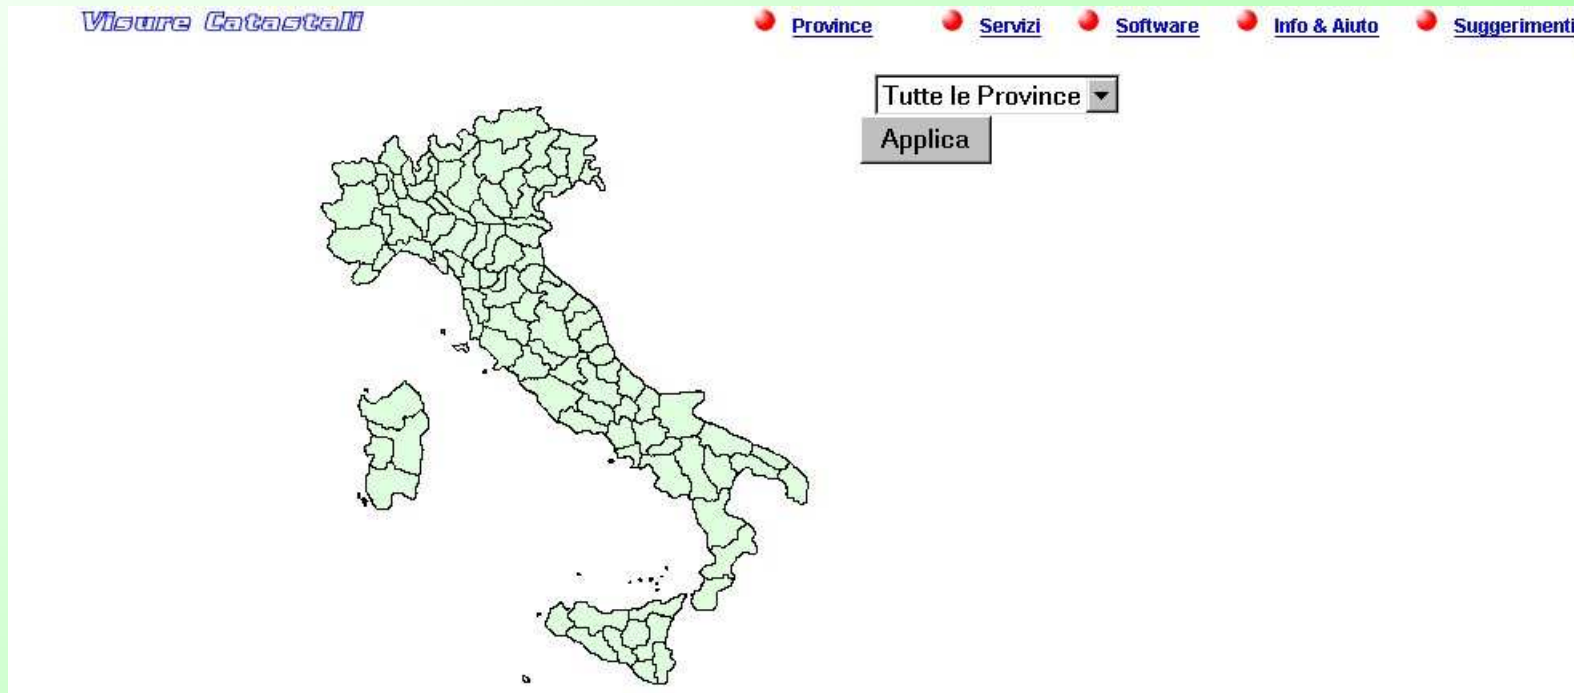 Visure Catastali
Province Servizi Software Info & Aiuto Suggerimenti
Tutte le Province
Applica